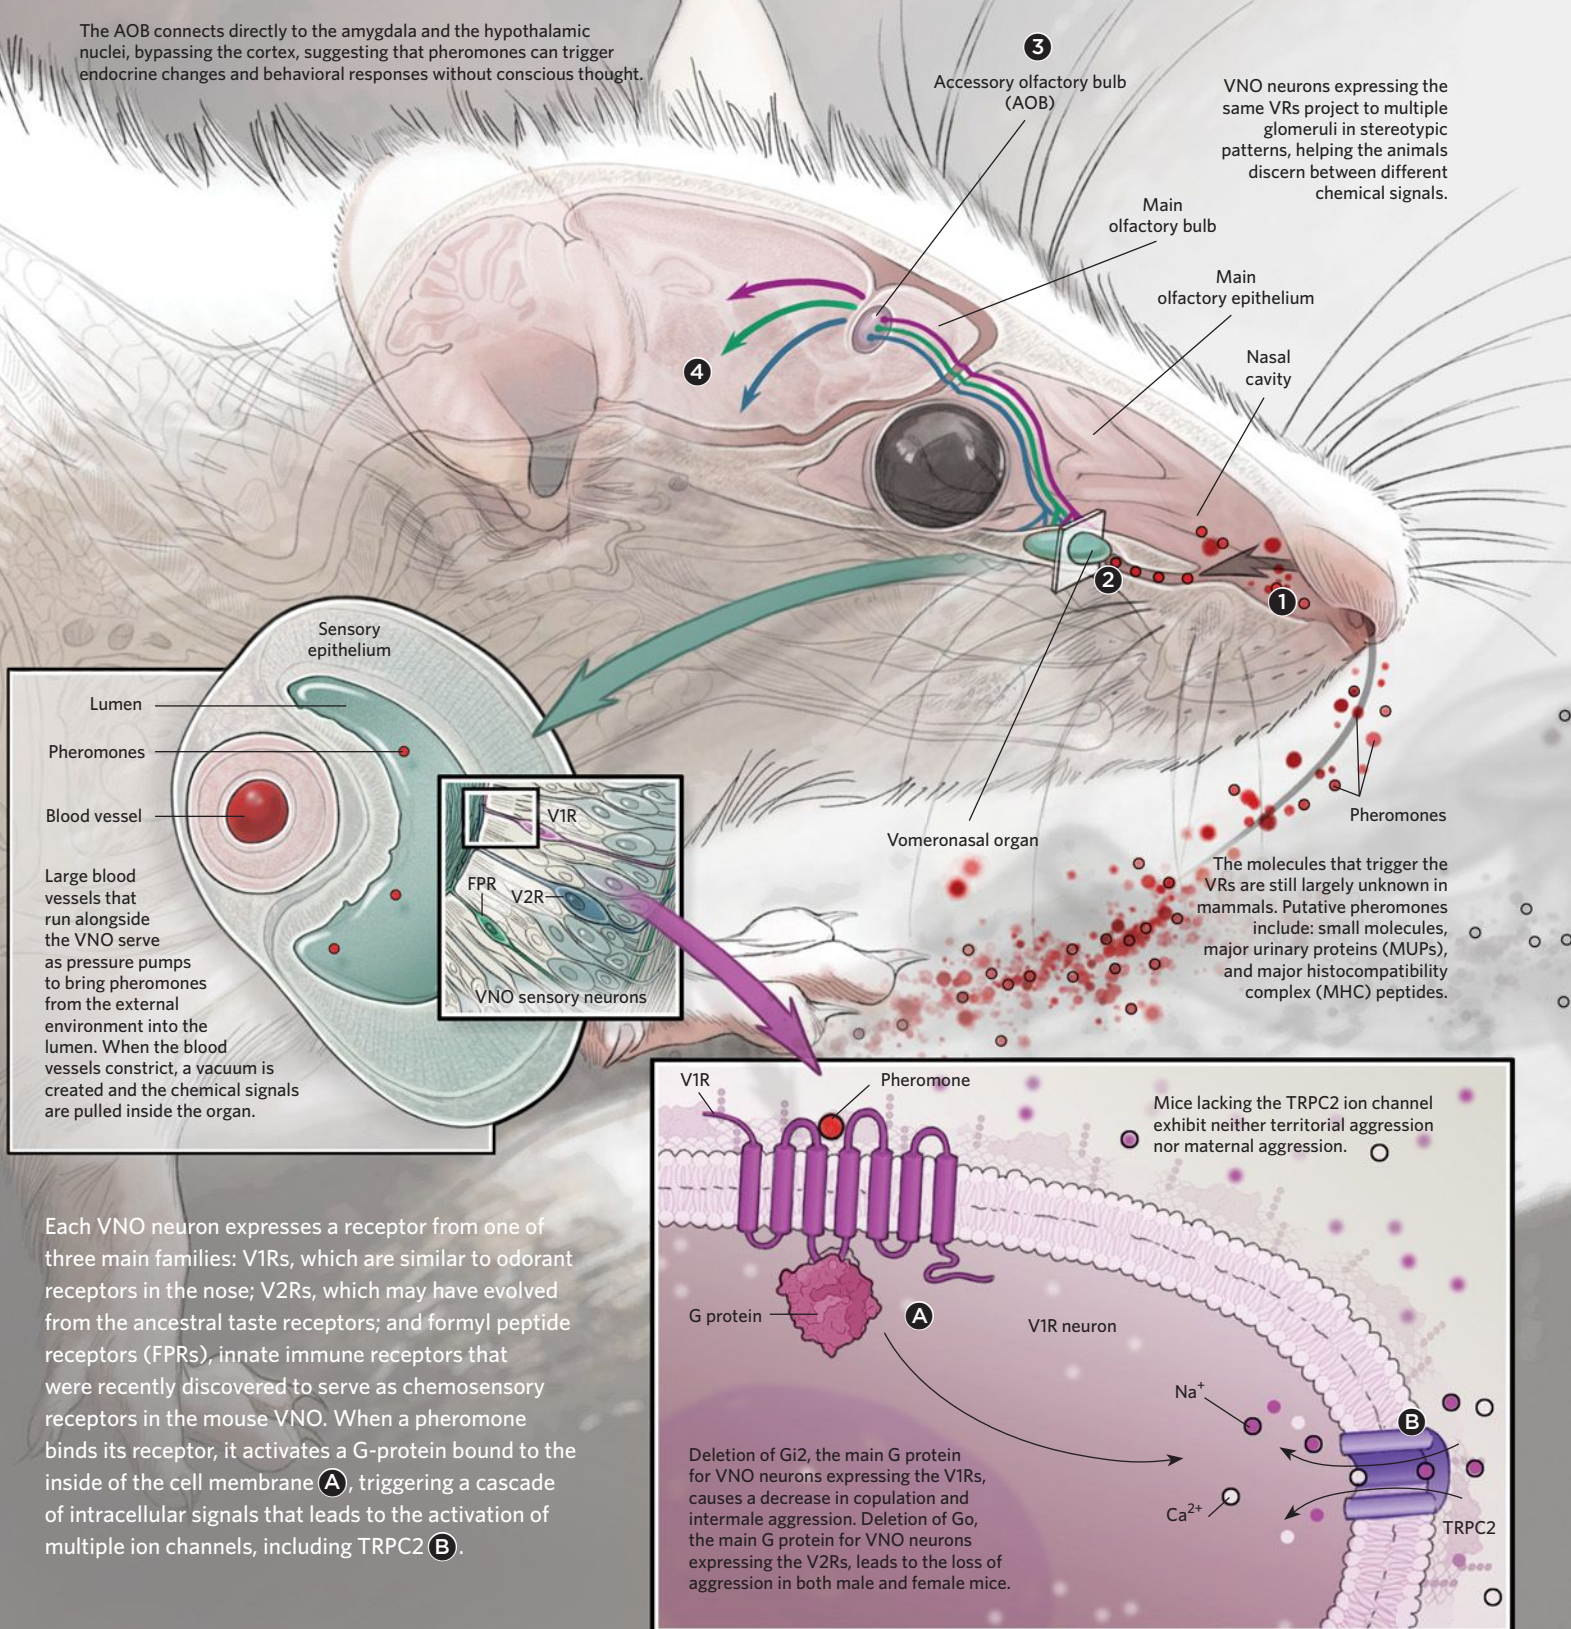 The AOB connects directly to the amygdala and the hypothalamic
nuclei, bypassing the cortex, suggesting that pheromones can trigger
endocrine changes and behavioral responses without conscious thought.
3
Accessory olfactory bulb
(AOB)
VNO neurons expressing the
same VRs project to multiple
glomeruli in stereotypic
patterns, helping the animals
discern between different
chemical signals.
Main
olfactory bulb
Main
olfactory epithelium
Nasal
cavity
4
2
1
Sensory
epithelium
Lumen
Pheromones
Blood vessel
Large blood
vessels that
run alongside
the VNO serve
as pressure pumps
to bring pheromones
from the external
environment into the
lumen. When the blood
vessels constrict, a vacuum is
created and the chemical signals
are pulled inside the organ.
V1R
FPR
V2R
VNO sensory neurons
Vomeronasal organ
Pheromones
The molecules that trigger the
VRs are still largely unknown in
mammals. Putative pheromones
include: small molecules,
major urinary proteins (MUPs),
and major histocompatibility
complex (MHC) peptides.
Each VNO neuron expresses a receptor from one of
three main families: V1Rs, which are similar to odorant
receptors in the nose; V2Rs, which may have evolved
from the ancestral taste receptors; and formyl peptide
receptors (FPRs), innate immune receptors that
were recently discovered to serve as chemosensory
receptors in the mouse VNO. When a pheromone
binds its receptor, it activates a G-protein bound to the
inside of the cell membrane A, triggering a cascade
of intracellular signals that leads to the activation of
multiple ion channels, including TRPC2 B.
V1R
Pheromone
Mice lacking the TRPC2 ion channel
exhibit neither territorial aggression
nor maternal aggression.
G protein
A
V1R neuron
Na⁺
B
Ca²⁺
TRPC2
Deletion of Gi2, the main G protein
for VNO neurons expressing the V1Rs,
causes a decrease in copulation and
intermale aggression. Deletion of Go,
the main G protein for VNO neurons
expressing the V2Rs, leads to the loss of
aggression in both male and female mice.